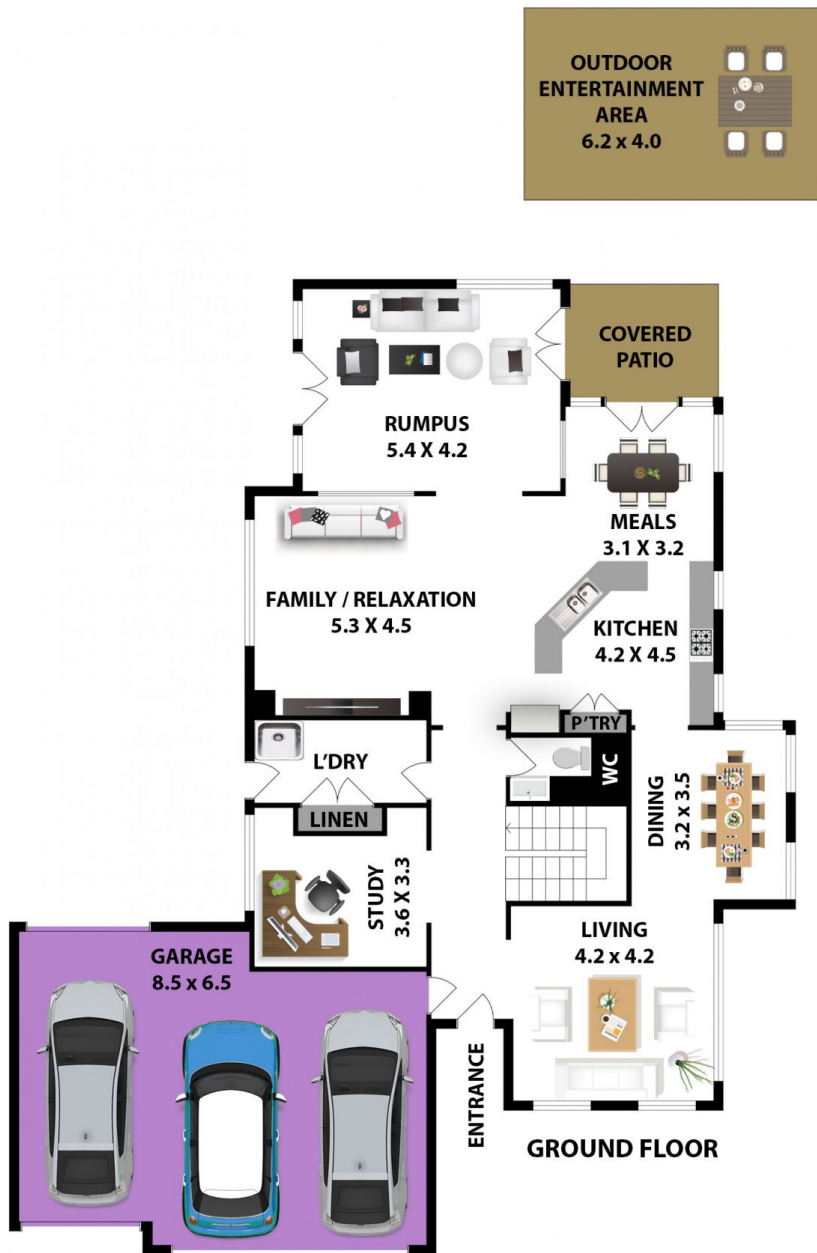 OUTDOOR
ENTERTAINMENT
AREA
6.2 x 4.0
COVERED
PATIO
RUMPUS
5.4 X 4.2
MEALS
3.1 X 3.2
FAMILY / RELAXATION
5.3 X 4.5
KITCHEN
4.2 X 4.5
P'TRY
L'DRY
WC
LINEN
DINING
3.2 x 3.5
STUDY
3.6 X 3.3
LIVING
4.2 x 4.2
GARAGE
8.5 x 6.5
ENTRANCE
GROUND FLOOR